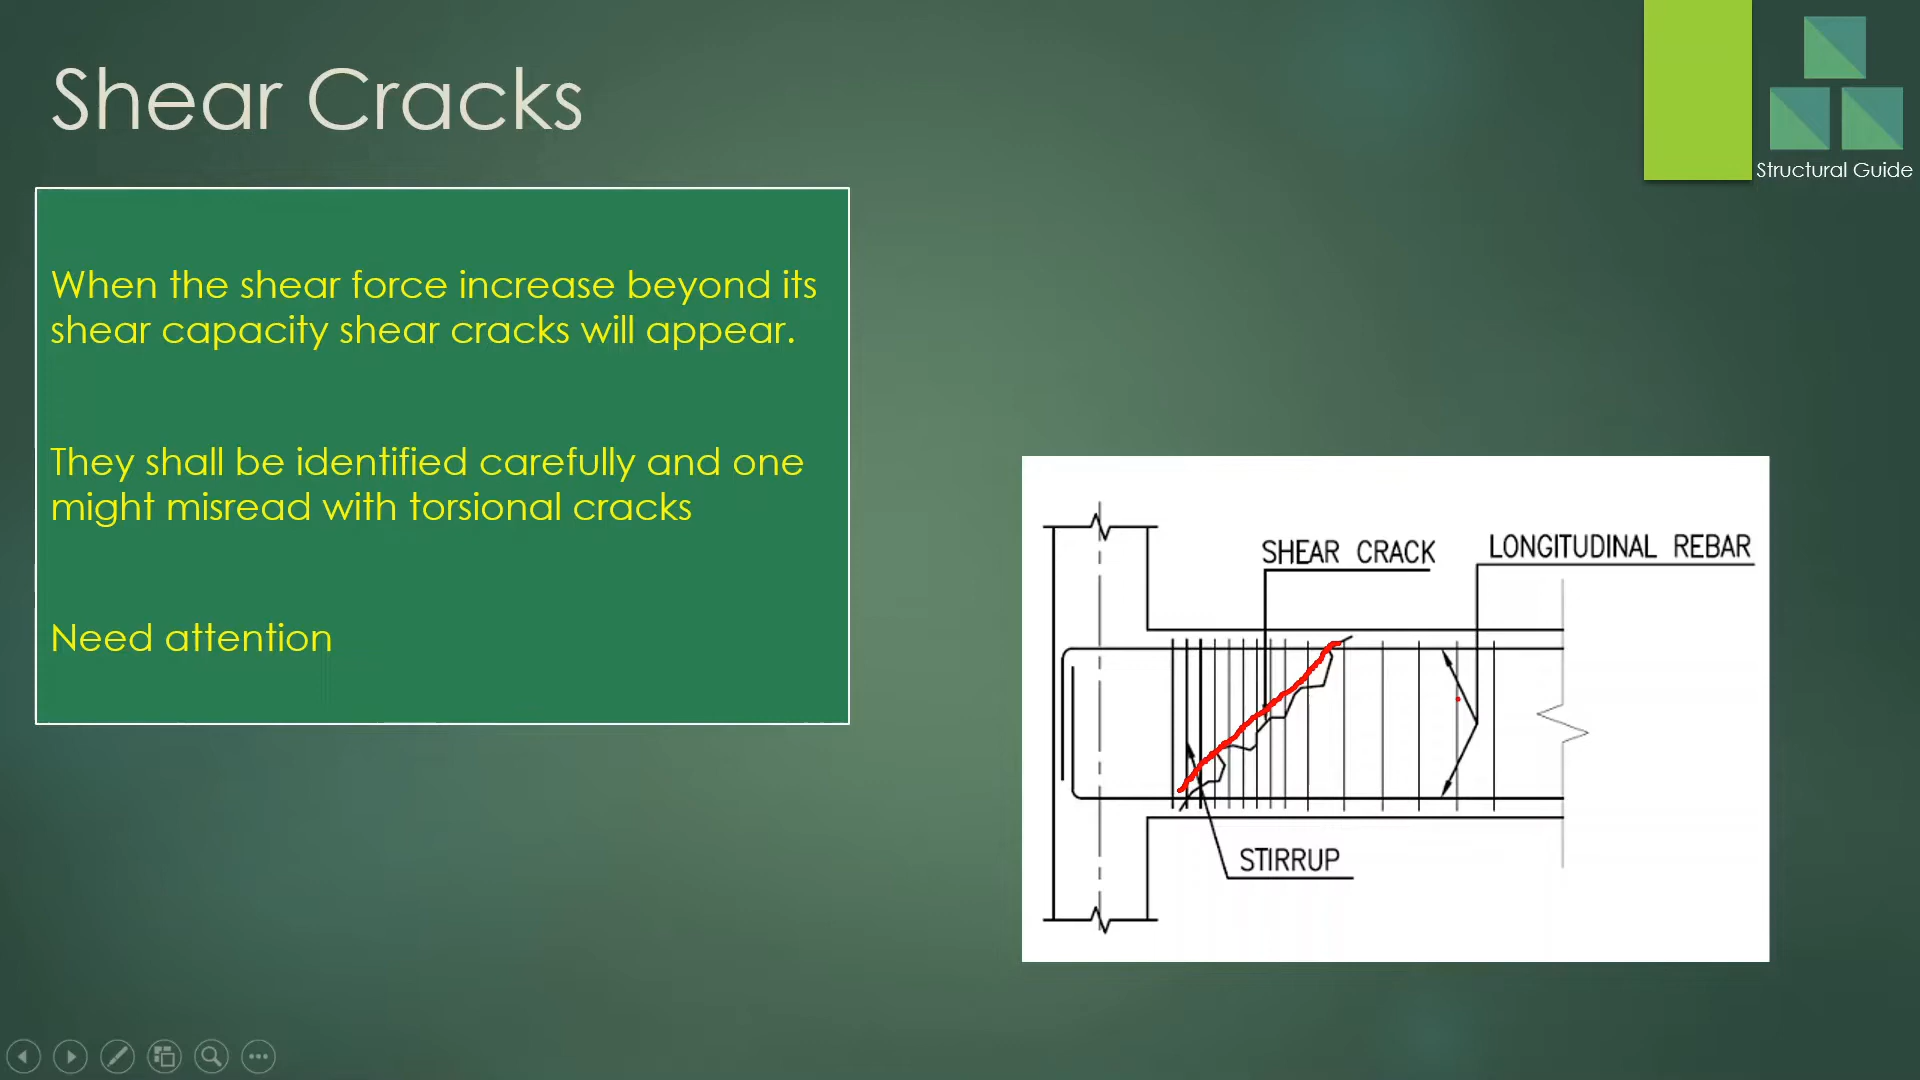 Shear Cracks
Structural Guide
When the shear force increase beyond its
shear capacity shear cracks will appear.
They shall be identified carefully and one
might misread with torsional cracks
Need attention
SHEAR CRACK
LONGITUDINAL REBAR
STIRRUP